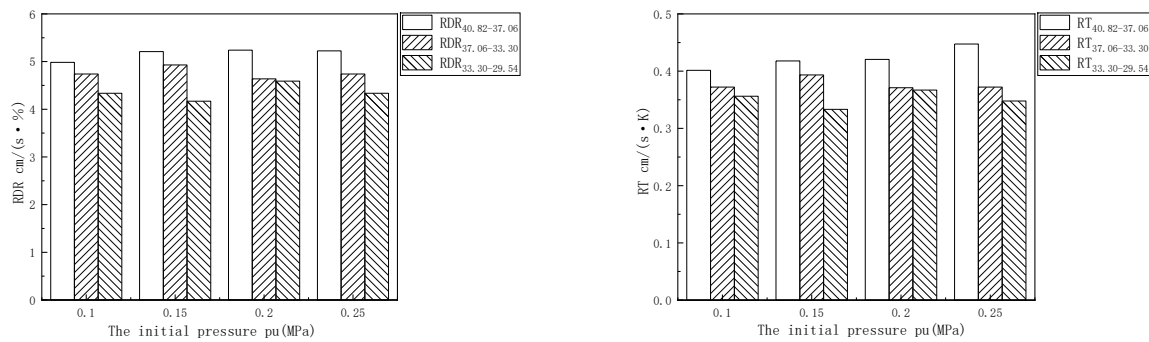 6
5
4
3
2
1
0
RDR cm/(s·%)
0.1 0.15 0.2 0.25
The initial pressure pu(MPa)
RDR40.82-37.06
RDR37.06-33.30
RDR33.30-29.54
0.5
0.4
0.3
0.2
0.1
0.0
RT cm/(s·K)
0.1 0.15 0.2 0.25
The initial pressure pu(MPa)
RT40.82-37.06
RT37.06-33.30
RT33.30-29.54